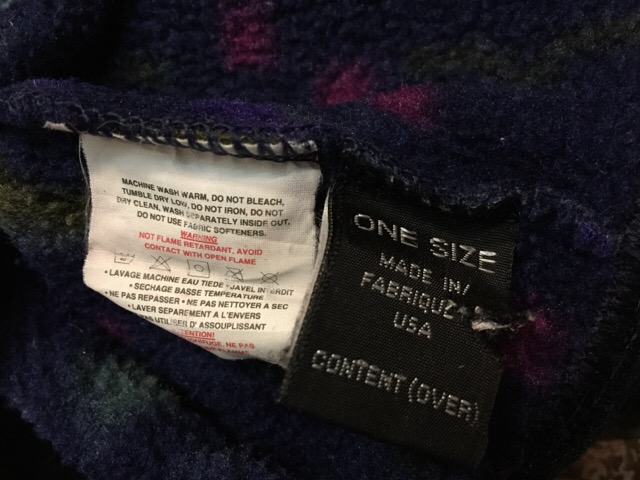 MACHINE WASH WARM, DO NOT BLEACH,
TUMBLE DRY LOW, DO NOT IRON, DO NOT
DRY CLEAN, WASH SEPARATELY INSIDE OUT,
DO NOT USE FABRIC SOFTENERS.
WARNING
NOT FLAME RETARDANT, AVOID
CONTACT WITH OPEN FLAME
• LAVAGE MACHINE EAU TIEDE
• SECHAGE BASSE TEMPERATURE
• NE PAS REPASSER • NE PAS NETTOYER A SEC
• LAVER SEPAREMENT A L'ENVERS
UTILISER D' ASSOUPLISSANT
NE PAS
ONE SIZE
MADE IN/
USA
CONTENT (OVER)